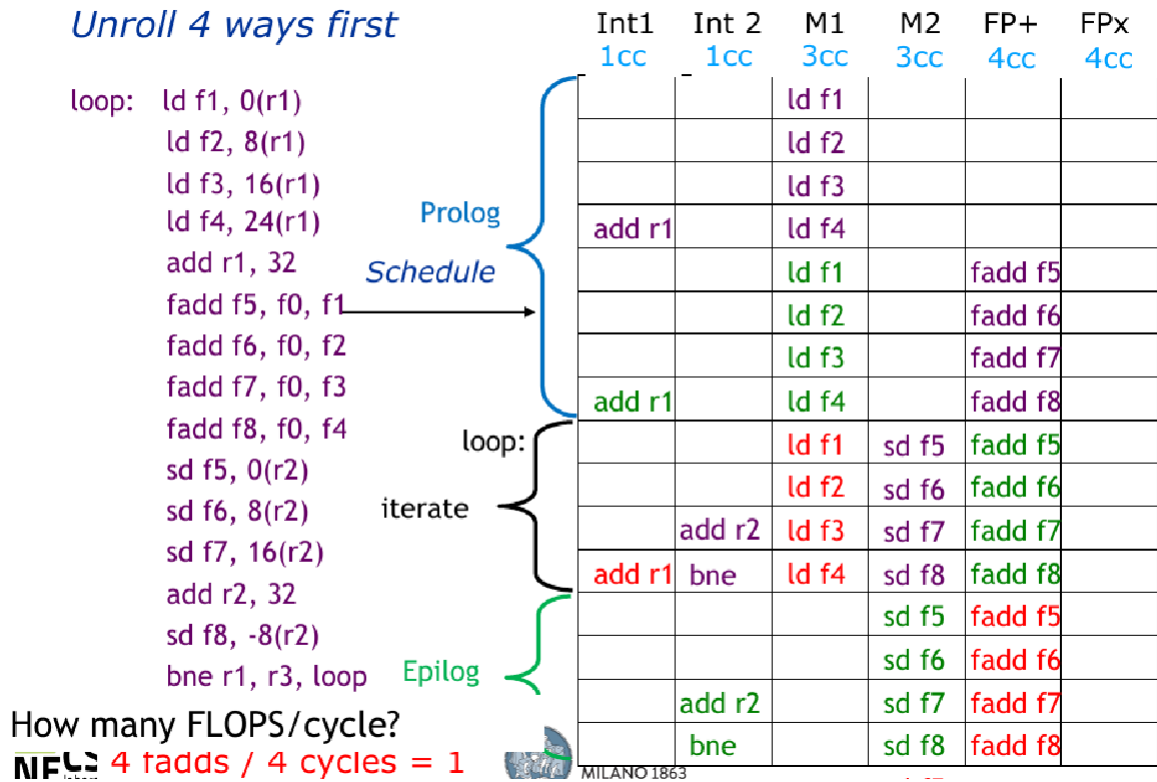 Unroll 4 ways first
Int1 Int 2 M1 M2 FP+ FPx
1cc 1cc 3cc 3cc 4cc 4cc
loop: ld f1, 0(r1)
ld f2, 8(r1)
ld f3, 16(r1)
ld f4, 24(r1)
add r1, 32
fadd f5, f0, f1
fadd f6, f0, f2
fadd f7, f0, f3
fadd f8, f0, f4
sd f5, 0(r2)
sd f6, 8(r2)
sd f7, 16(r2)
add r2, 32
sd f8, -8(r2)
bne r1, r3, loop
Prolog
Schedule
loop:
iterate
Epilog
ld f1
ld f2
ld f3
add r1 ld f4
ld f1 fadd f5
ld f2 fadd f6
ld f3 fadd f7
add r1 ld f4 fadd f8
ld f1 sd f5 fadd f5
ld f2 sd f6 fadd f6
add r2 ld f3 sd f7 fadd f7
add r1 bne ld f4 sd f8 fadd f8
sd f5 fadd f5
sd f6 fadd f6
add r2 sd f7 fadd f7
bne sd f8 fadd f8
How many FLOPS/cycle?
4 fadds / 4 cycles = 1
MILANO 1863